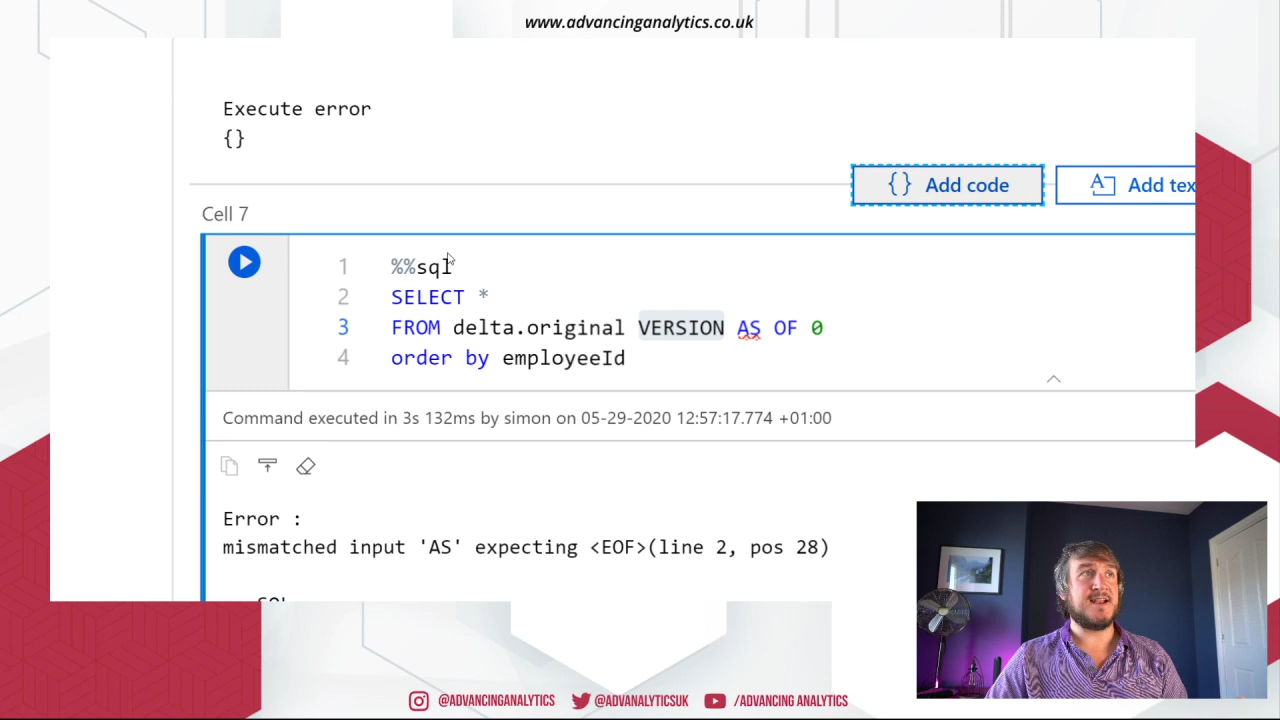 www.advancinganalytics.co.uk
Execute error
{}
{} Add code
Add tex
Cell 7
1 %%sql
2 SELECT *
3 FROM delta.original VERSION AS OF 0
4 order by employeeId
Command executed in 3s 132ms by simon on 05-29-2020 12:57:17.774 +01:00
Error :
mismatched input 'AS' expecting <EOF>(line 2, pos 28)
@ADVANCINGANALYTICS @ADVANALYTICSUK /ADVANCING ANALYTICS